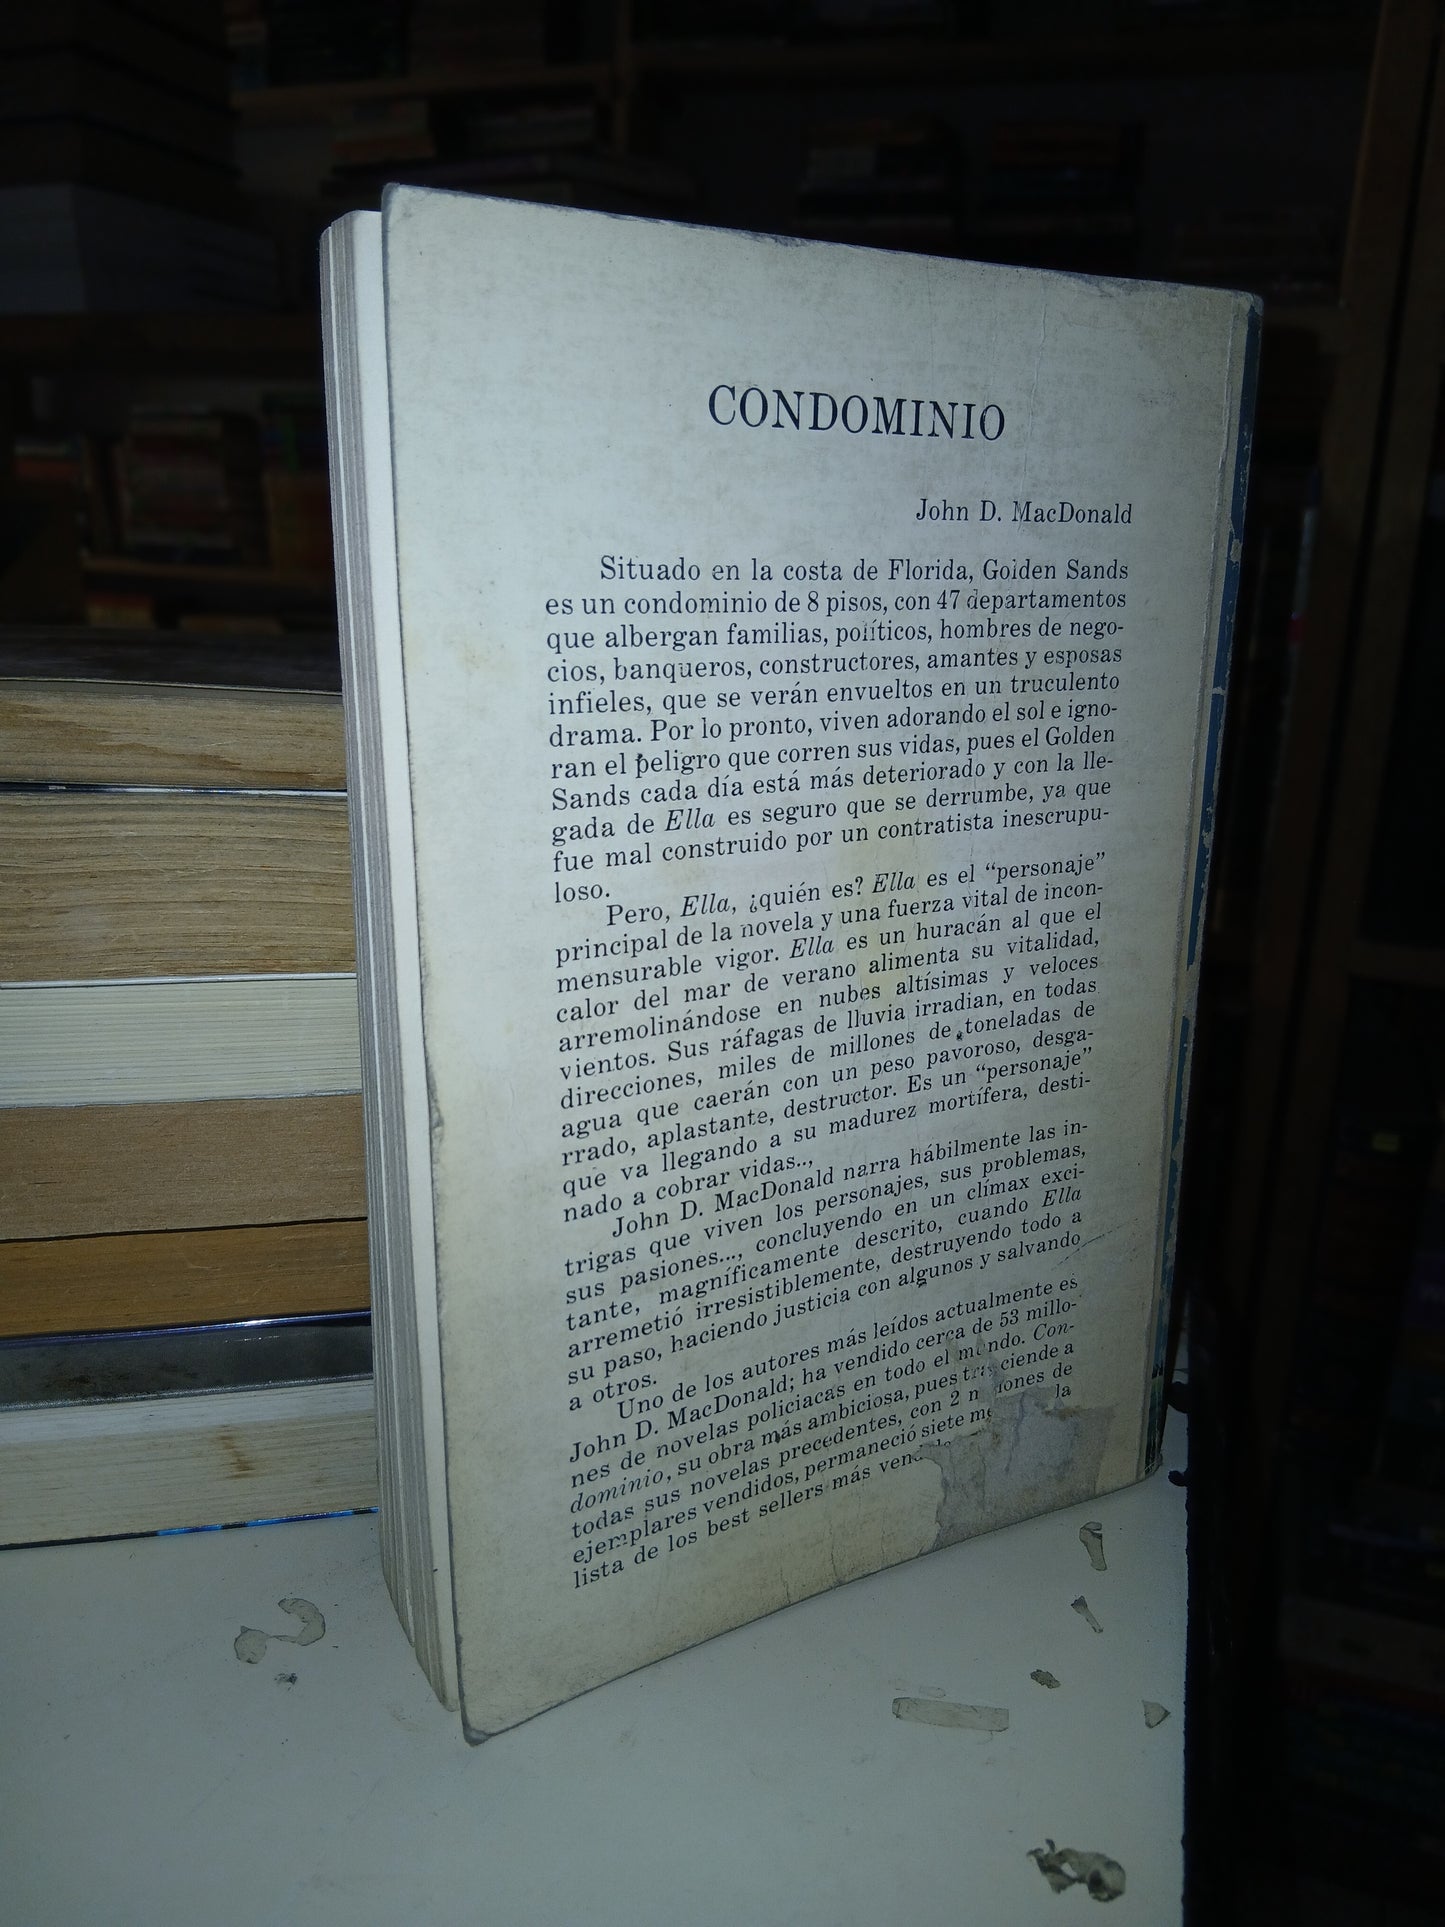 CONDOMINIO
John D. MacDonald
Situado en la costa de Florida, Golden Sands
es un condominio de 8 pisos, con 47 departamentos
que albergan familias, políticos, hombres de nego-
cios, banqueros, constructores, amantes y esposas
infieles, que se verán envueltos en un truculento
drama. Por lo pronto, viven adorando el sol e igno-
ran el peligro que corren sus vidas, pues el Golden
Sands cada día está más deteriorado y con la lle-
gada de Ella es seguro que se derrumbe, ya que
fue mal construido por un contratista inescrupu-
loso.
Pero, Ella, ¿quién es? Ella es el “personaje”
principal de la novela y una fuerza vital de incon-
mensurable vigor. Ella es un huracán al que el
calor del mar de verano alimenta su vitalidad,
arremolinándose en nubes altísimas y veloces
vientos. Sus ráfagas de lluvia irradian, en todas
direcciones, miles de millones de toneladas de
agua que caerán con un peso pavoroso, desga-
rrado, aplastante, destructor. Es un “personaje”
que va llegando a su madurez mortífera, desti-
nado a cobrar vidas..,
John D. MacDonald narra hábilmente las in-
trigas que viven los personajes, sus problemas,
sus pasiones..., concluyendo en un clímax exci-
tante, magníficamente descrito, cuando Ella
arremetió irresistiblemente, destruyendo todo a
su paso, haciendo justicia con algunos y salvando
a otros.
Uno de los autores más leídos actualmente es
John D. MacDonald; ha vendido cerca de 53 millo-
nes de novelas policiacas en todo el mundo. Con-
dominio, su obra más ambiciosa, pues trasciende a
todas sus novelas precedentes, con 2 millones de
ejemplares vendidos, permaneció siete la
lista de los best sellers más